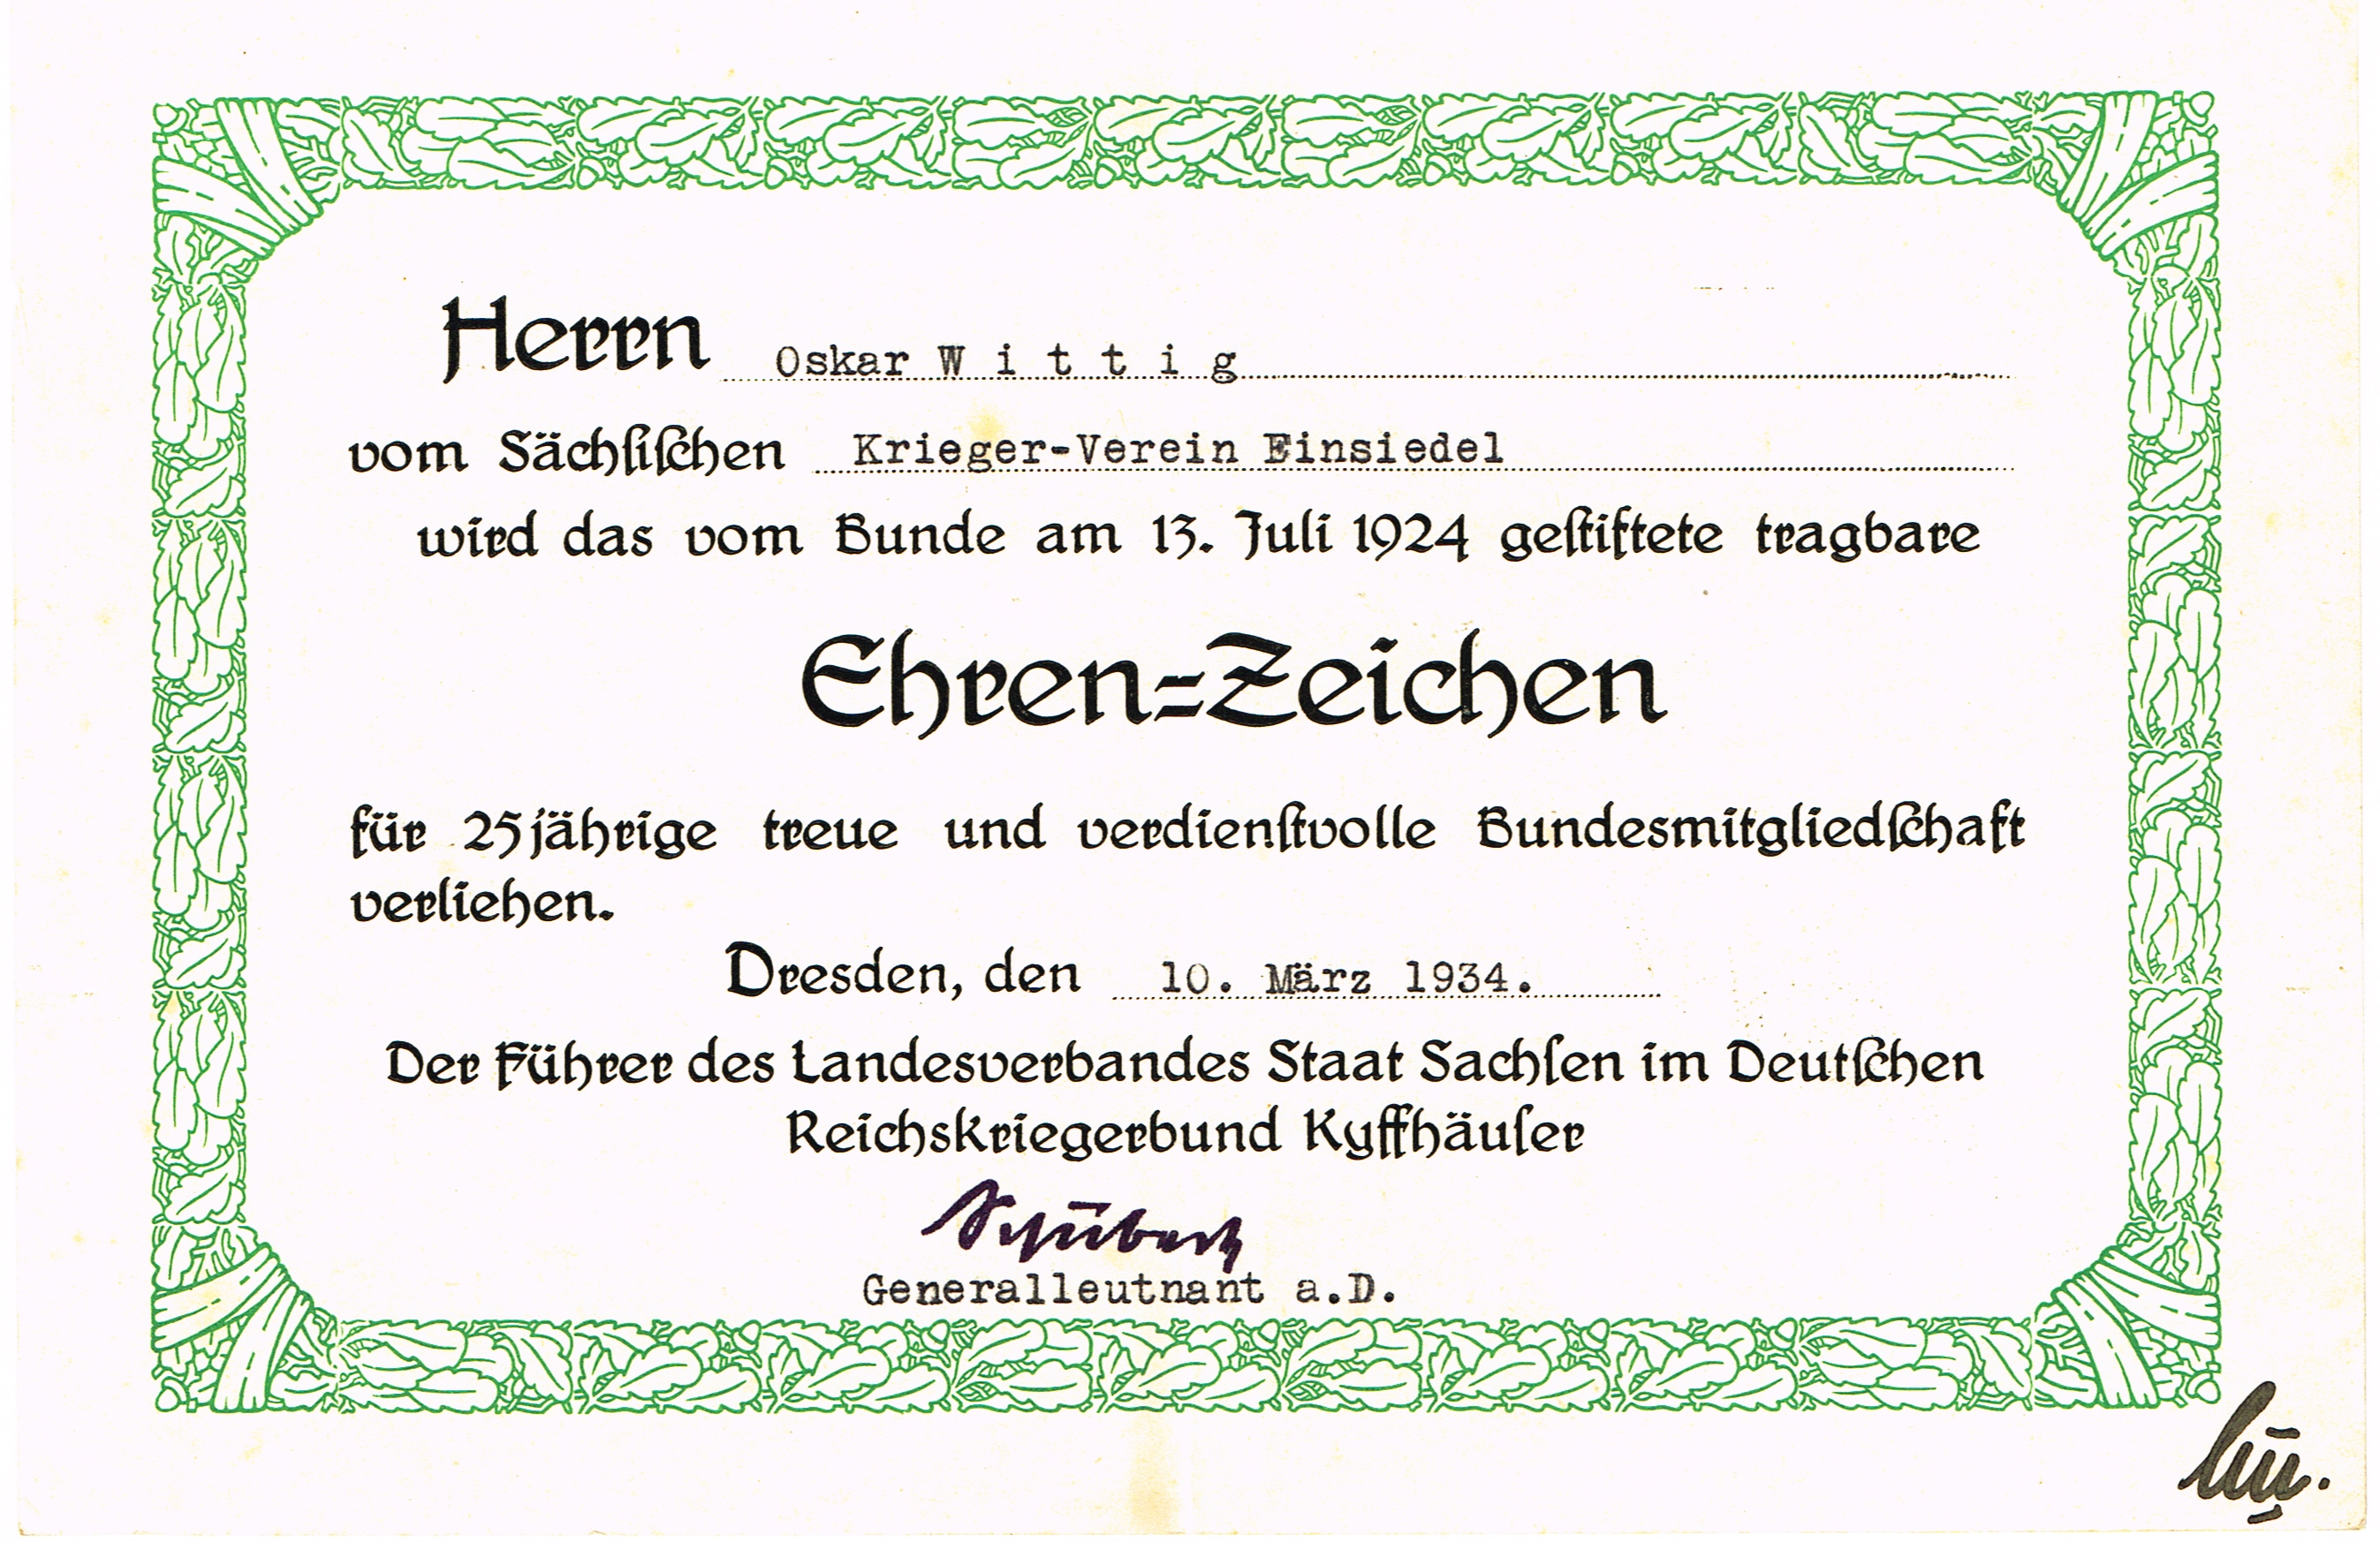 Herrn Oskar W i t t i g
vom Sächſiſchen Krieger-Verein Einsiedel
wird das vom Bunde am 13. Juli 1924 geſtiftete tragbare
Ehren=Zeichen
für 25jährige treue und verdienſtvolle Bundesmitgliedſchaft
verliehen.
Dresden, den 10. März 1934.
Der Führer des Landesverbandes Staat Sachſen im Deutſchen
Reichskriegerbund Kyffhäuſer
Generalleutnant a.D.